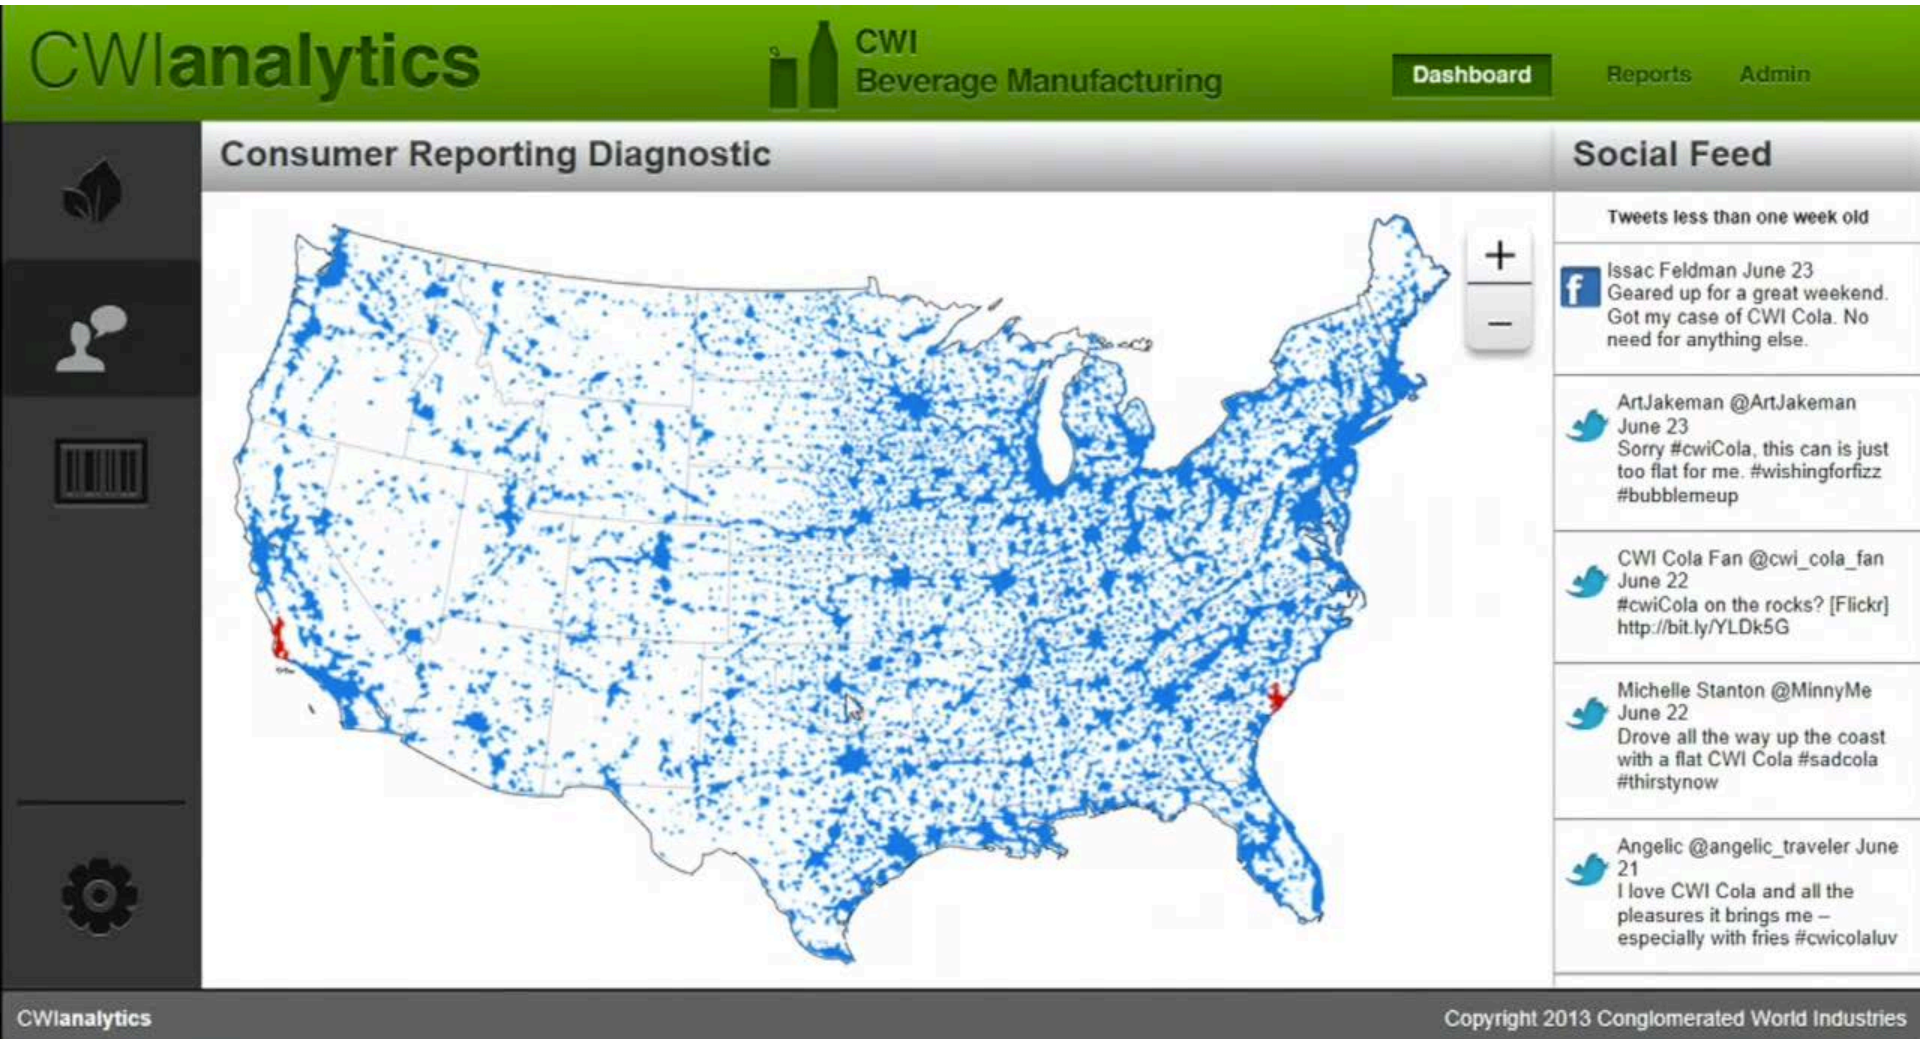 CWIanalytics
CWI
Beverage Manufacturing
Dashboard
Reports
Admin
Consumer Reporting Diagnostic
+
−
Social Feed
Tweets less than one week old
Issac Feldman June 23
Geared up for a great weekend.
Got my case of CWI Cola. No
need for anything else.
ArtJakeman @ArtJakeman
June 23
Sorry #cwiCola, this can is just
too flat for me. #wishingforfizz
#bubblemeup
CWI Cola Fan @cwi_cola_fan
June 22
#cwiCola on the rocks? [Flickr]
http://bit.ly/YLDk5G
Michelle Stanton @MinnyMe
June 22
Drove all the way up the coast
with a flat CWI Cola #sadcola
#thirstynow
Angelic @angelic_traveler June
21
I love CWI Cola and all the
pleasures it brings me –
especially with fries #cwicolaluv
CWIanalytics
Copyright 2013 Conglomerated World Industries